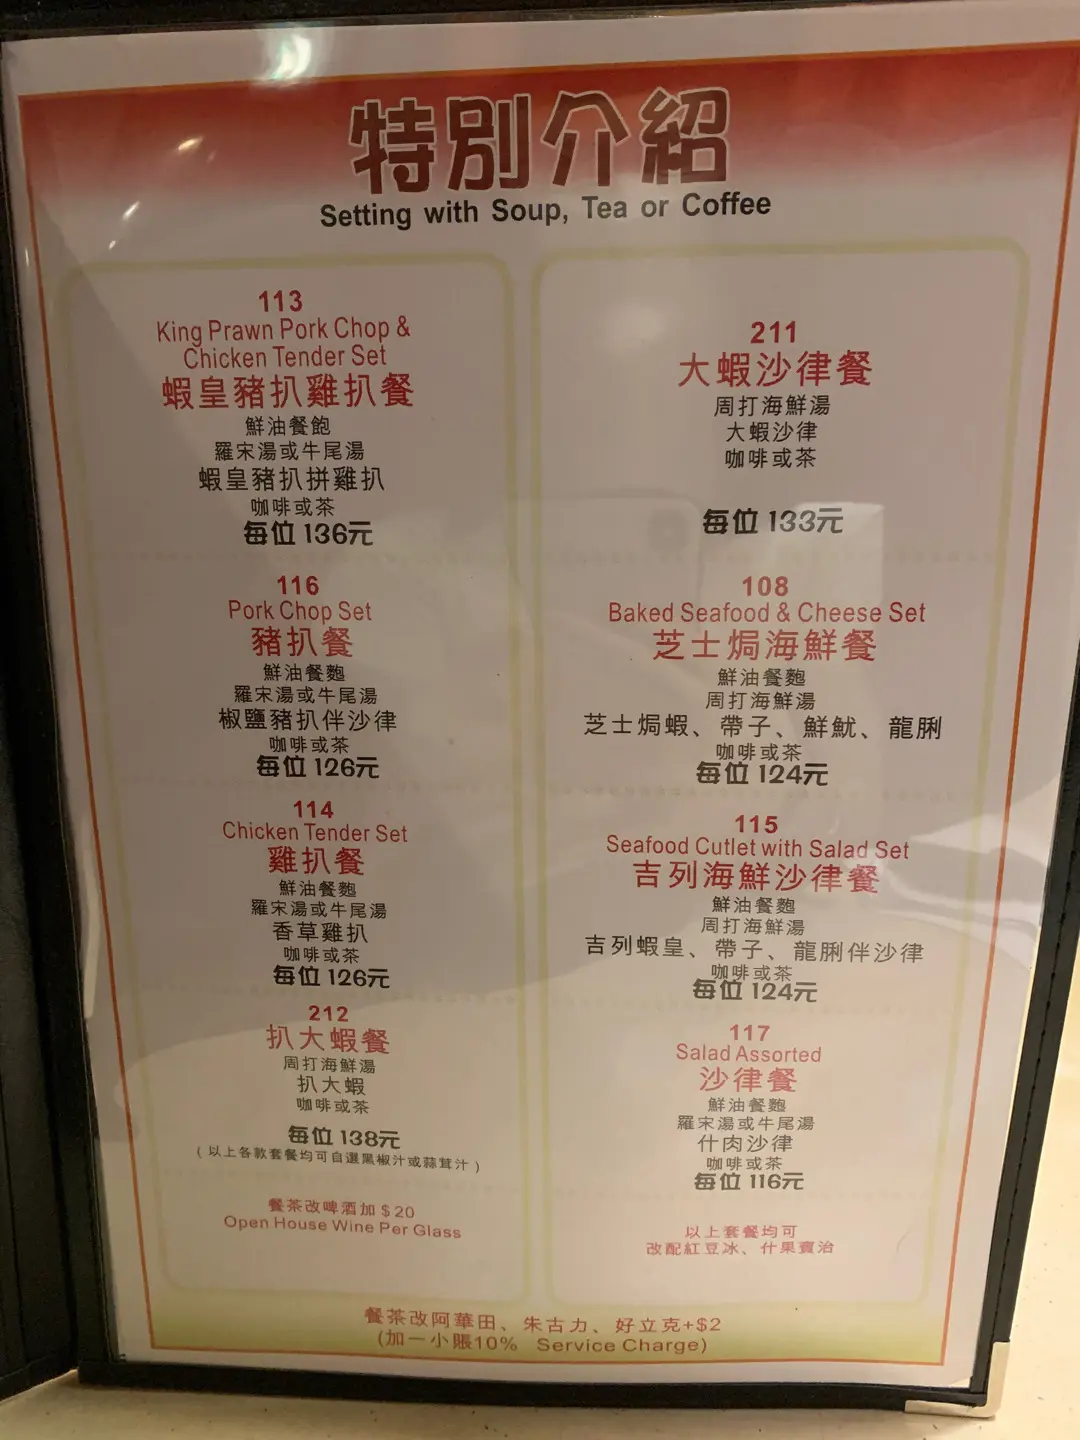 特別介紹
Setting with Soup, Tea or Coffee
113
King Prawn Pork Chop &
Chicken Tender Set
蝦皇豬扒雞扒餐
鮮油餐飽
羅宋湯或牛尾湯
蝦皇豬扒拼雞扒
咖啡或茶
每位 136元
116
Pork Chop Set
豬扒餐
鮮油餐麭
羅宋湯或牛尾湯
椒鹽豬扒伴沙律
咖啡或茶
每位 126元
114
Chicken Tender Set
雞扒餐
鮮油餐麭
羅宋湯或牛尾湯
香草雞扒
咖啡或茶
每位 126元
212
扒大蝦餐
周打海鮮湯
扒大蝦
咖啡或茶
每位 138元
(以上各款套餐均可自選黑椒汁或蒜茸汁)
餐茶改啤酒加＄20
Open House Wine Per Glass
211
大蝦沙律餐
周打海鮮湯
大蝦沙律
咖啡或茶
每位 133元
108
Baked Seafood & Cheese Set
芝士焗海鮮餐
鮮油餐麭
周打海鮮湯
芝士焗蝦、帶子、鮮魷、龍脷
咖啡或茶
每位 124元
115
Seafood Cutlet with Salad Set
吉列海鮮沙律餐
鮮油餐麭
周打海鮮湯
吉列蝦皇、帶子、龍脷伴沙律
咖啡或茶
每位 124元
117
Salad Assorted
沙律餐
鮮油餐麭
羅宋湯或牛尾湯
什肉沙律
咖啡或茶
每位 116元
以上套餐均可
改配紅豆冰、什果賓治
餐茶改阿華田、朱古力、好立克+$2
(加一小賬10% Service Charge)